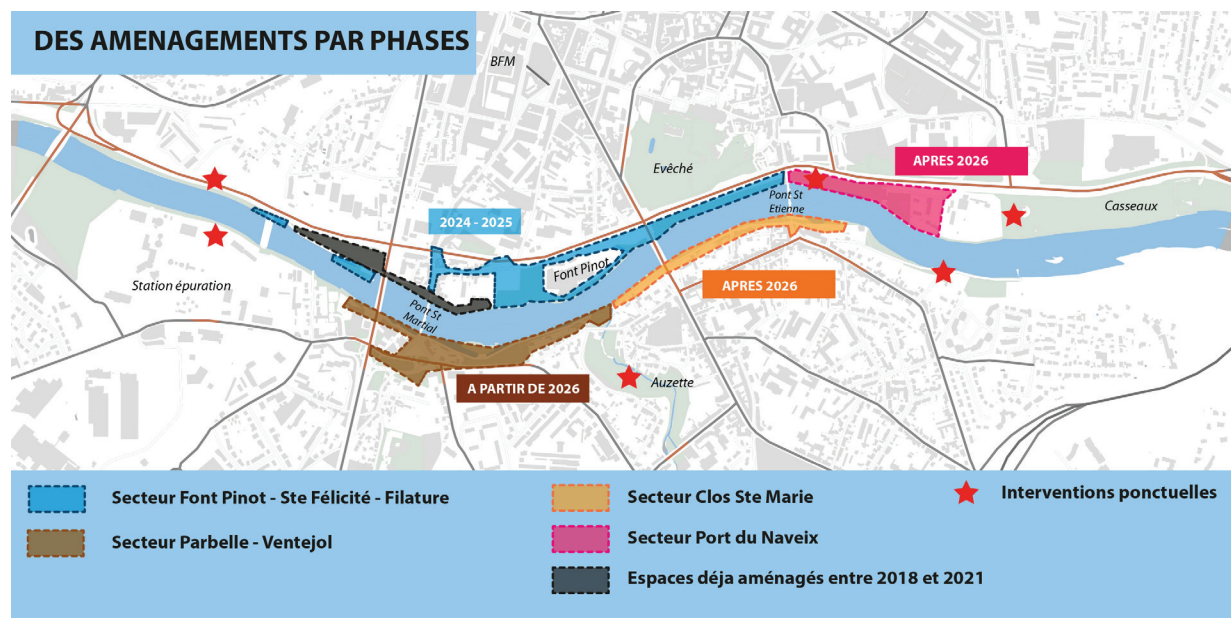 DES AMENAGEMENTS PAR PHASES
BFM
Evêché
APRES 2026
Pont St
Etienne
Casseaux
2024 - 2025
Font Pinot
Station épuration
APRES 2026
Pont St
Martial
A PARTIR DE 2026
Auzette
Secteur Font Pinot - Ste Félicité - Filature
Secteur Parbelle - Ventejol
Secteur Clos Ste Marie
Secteur Port du Naveix
Espaces déja aménagés entre 2018 et 2021
Interventions ponctuelles